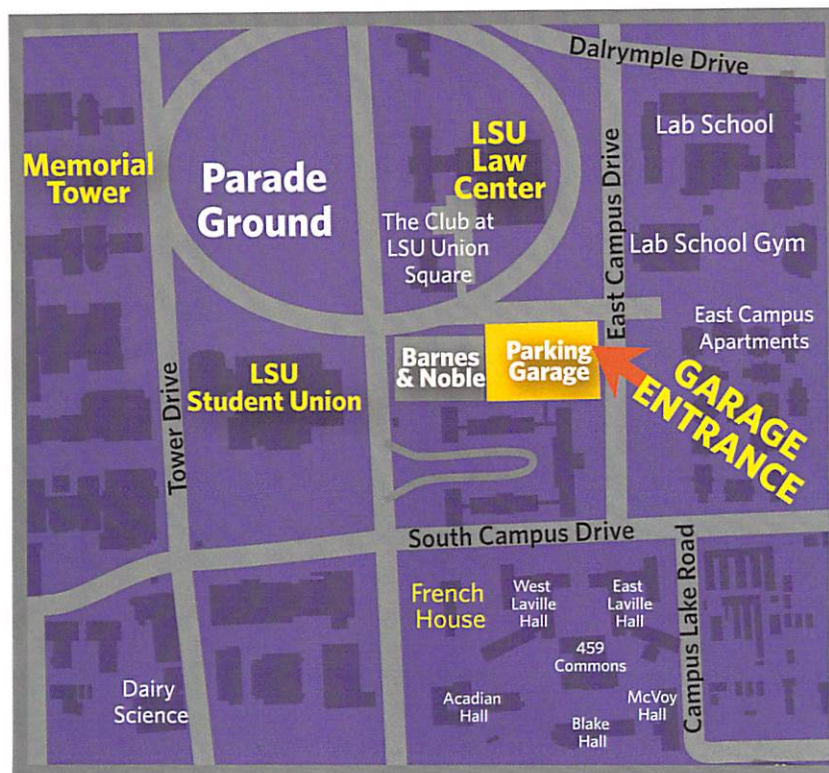 Dalrymple Drive
Lab School
LSU
Law
Center
Memorial
Tower
Parade
Ground
The Club at
LSU Union
Square
East Campus Drive
Lab School Gym
East Campus
Apartments
Barnes
& Noble
Parking
Garage
GARAGE
ENTRANCE
LSU
Student Union
Tower Drive
South Campus Drive
French
House
West
Laville
Hall
East
Laville
Hall
459
Commons
Campus Lake Road
Dairy
Science
Acadian
Hall
McVoy
Hall
Blake
Hall